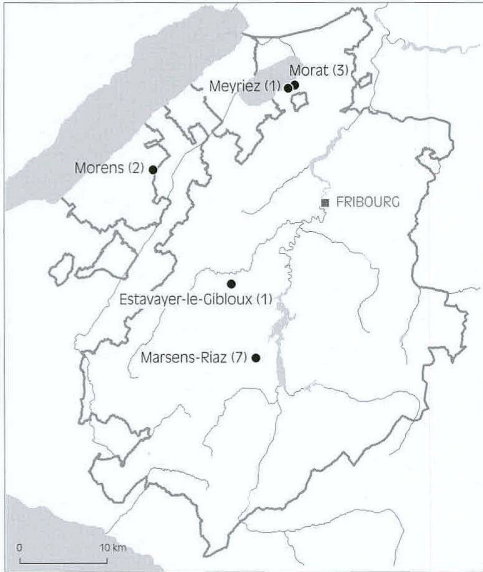 Morat (3)
Meyriez (1)
Morens (2)
FRIBOURG
Estavayer-le-Gibloux (1)
Marsens-Riaz (7)
0 10 km